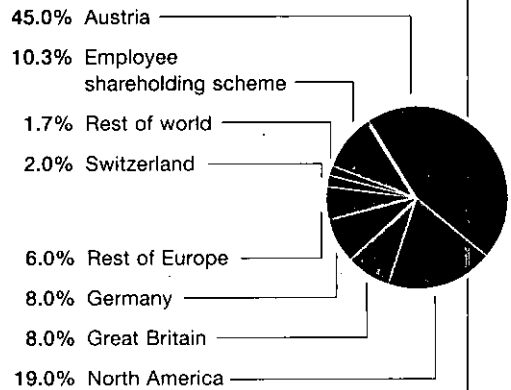 45.0% Austria
10.3% Employee
shareholding scheme
1.7% Rest of world
2.0% Switzerland
6.0% Rest of Europe
8.0% Germany
8.0% Great Britain
19.0% North America